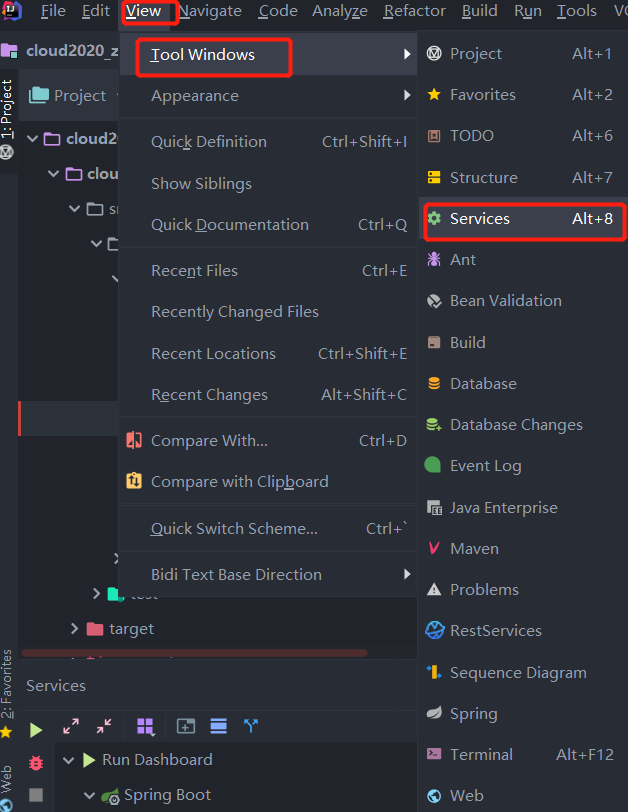 File Edit View Navigate Code Analyze Refactor Build Run Tools
cloud2020_z
1: Project
Project
cloud2
clou
Tool Windows
Appearance
Quick Definition Ctrl+Shift+I
Show Siblings
Quick Documentation Ctrl+Q
Recent Files Ctrl+E
Recently Changed Files
Recent Locations Ctrl+Shift+E
Recent Changes Alt+Shift+C
Compare With... Ctrl+D
Compare with Clipboard
Quick Switch Scheme... Ctrl+`
Bidi Text Base Direction
Project Alt+1
Favorites Alt+2
TODO Alt+6
Structure Alt+7
Services Alt+8
Ant
Bean Validation
Build
Database
Database Changes
Event Log
Java Enterprise
Maven
Problems
RestServices
Sequence Diagram
Spring
Terminal Alt+F12
Web
test
target
2: Favorites
Web
Services
Run Dashboard
Spring Boot